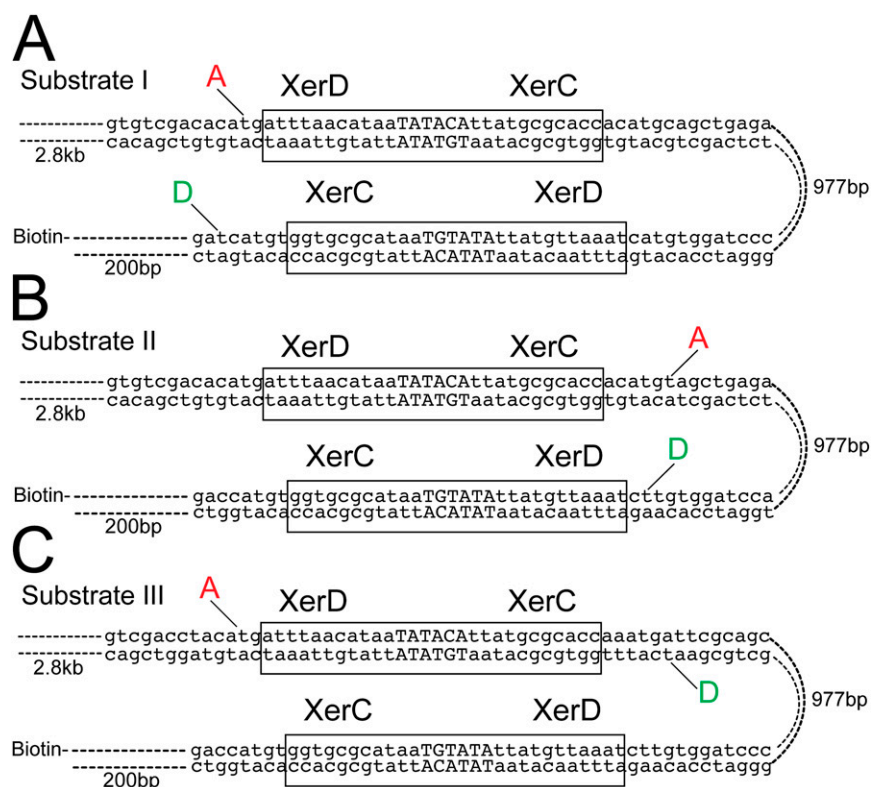 A
Substrate I
A
XerD XerC
gtgtcgacacatgatttaacataaTATACAttatgcgcaccacatgcagctgaga
cacagctgtgtactaaattgtattATATGTaatacgcgtggtgtacgtcgactct
2.8kb
977bp
D
XerC XerD
Biotin
gatcatgtggtgcgcataaTGTATAttatgttaaatcatgtggatccc
ctagtacaccacgcgtattACATATaatacaatttagtacacctaggg
200bp
B
Substrate II
XerD XerC
A
gtgtcgacacatgatttaacataaTATACAttatgcgcaccacatgtagctgaga
cacagctgtgtactaaattgtattATATGTaatacgcgtggtgtacatcgactct
2.8kb
977bp
XerC XerD
D
Biotin
gaccatgtggtgcgcataaTGTATAttatgttaaatcttgtggatcca
ctggtacaccacgcgtattACATATaatacaatttagaacacctaggt
200bp
C
Substrate III
A
XerD XerC
gtcgacctacatgatttaacataaTATACAttatgcgcaccaaatgattcgcagc
cagctggatgtactaaattgtattATATGTaatacgcgtggtttactaagcgtcg
2.8kb
D
977bp
XerC XerD
Biotin
gaccatgtggtgcgcataaTGTATAttatgttaaatcttgtggatccc
ctggtacaccacgcgtattACATATaatacaatttagaacacctaggg
200bp